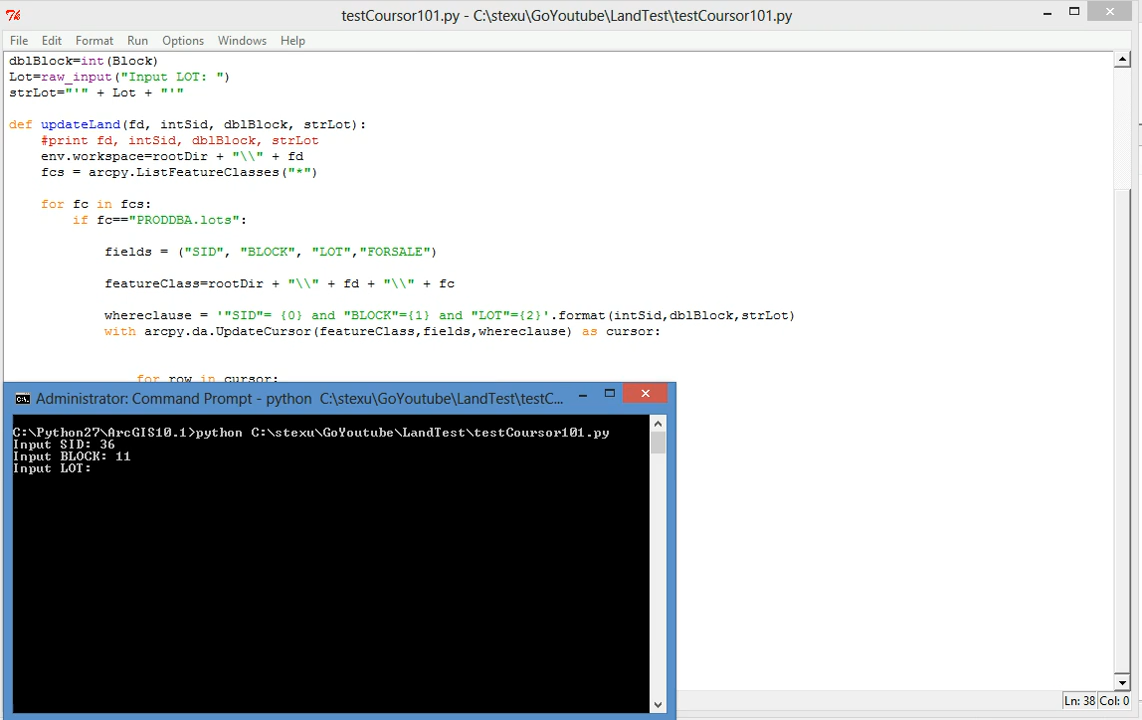 testCoursor101.py - C:\stexu\GoYoutube\LandTest\testCoursor101.py
File Edit Format Run Options Windows Help
dblBlock=int(Block)
Lot=raw_input("Input LOT: ")
strLot="'" + Lot + "'"
def updateLand(fd, intSid, dblBlock, strLot):
#print fd, intSid, dblBlock, strLot
env.workspace=rootDir + "\\" + fd
fcs = arcpy.ListFeatureClasses("*")
for fc in fcs:
if fc=="PRODDBA.lots":
fields = ("SID", "BLOCK", "LOT","FORSALE")
featureClass=rootDir + "\\" + fd + "\\" + fc
whereclause = '"SID"= {0} and "BLOCK"={1} and "LOT"={2}'.format(intSid,dblBlock,strLot)
with arcpy.da.UpdateCursor(featureClass,fields,whereclause) as cursor:
for row in cursor:
Administrator: Command Prompt - python C:\stexu\GoYoutube\LandTest\testC...
C:\Python27\ArcGIS10.1>python C:\stexu\GoYoutube\LandTest\testCoursor101.py
Input SID: 36
Input BLOCK: 11
Input LOT:
Ln: 38 Col: 0